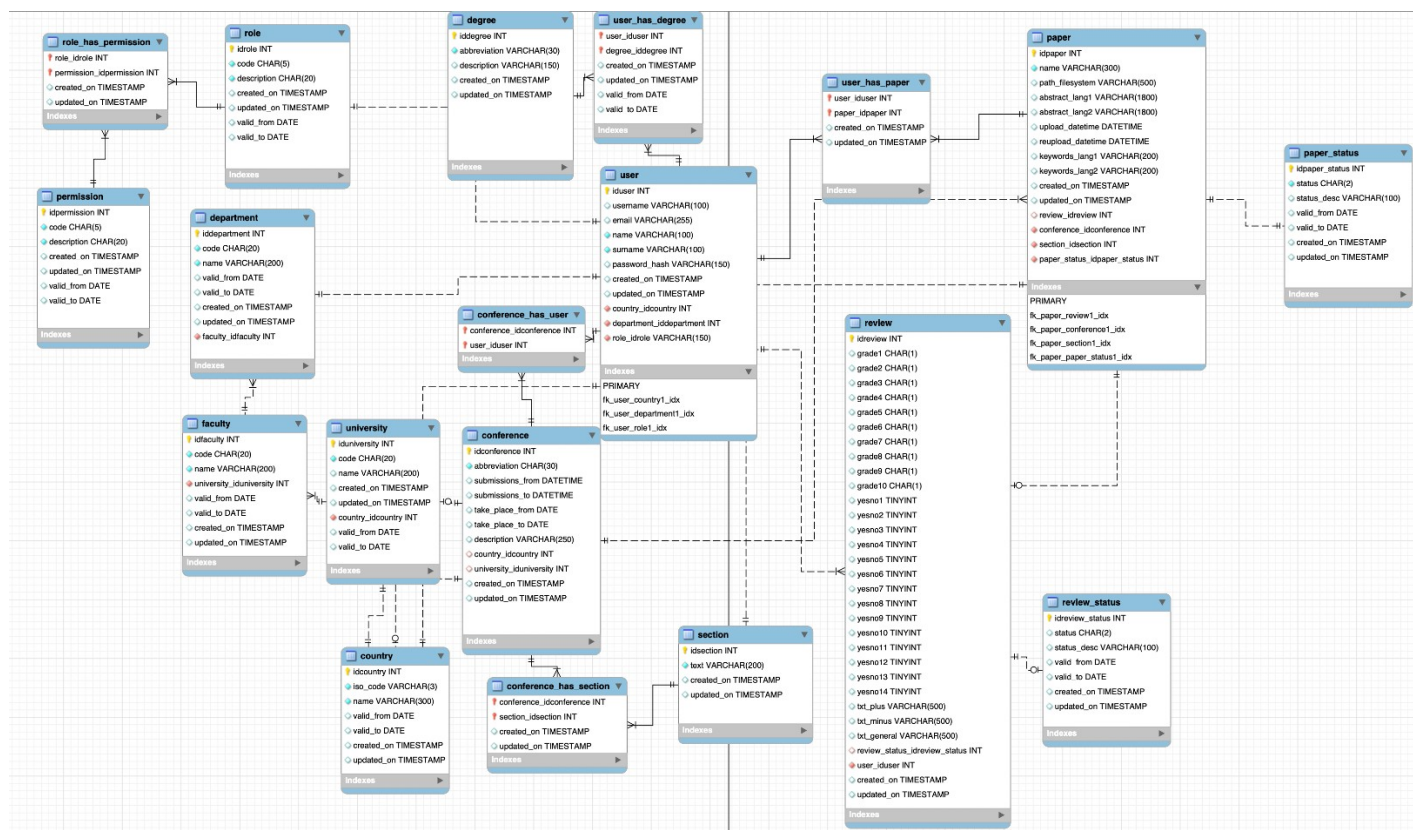 role_has_permission
role_idrole INT
permission_idpermission INT
created_on TIMESTAMP
updated_on TIMESTAMP
Indexes
role
idrole INT
code CHAR(5)
description CHAR(20)
created_on TIMESTAMP
updated_on TIMESTAMP
valid_from DATE
valid_to DATE
Indexes
degree
iddegree INT
abbreviation VARCHAR(30)
description VARCHAR(150)
created_on TIMESTAMP
updated_on TIMESTAMP
Indexes
user_has_degree
user_iduser INT
degree_iddegree INT
created_on TIMESTAMP
updated_on TIMESTAMP
valid_from DATE
valid_to DATE
Indexes
user_has_paper
user_iduser INT
paper_idpaper INT
created_on TIMESTAMP
updated_on TIMESTAMP
Indexes
paper
idpaper INT
name VARCHAR(300)
path_filesystem VARCHAR(500)
abstract_lang1 VARCHAR(1800)
abstract_lang2 VARCHAR(1800)
upload_datetime DATETIME
reupload_datetime DATETIME
keywords_lang1 VARCHAR(200)
keywords_lang2 VARCHAR(200)
created_on TIMESTAMP
updated_on TIMESTAMP
review_idreview INT
conference_idconference INT
section_idsection INT
paper_status_idpaper_status INT
Indexes
PRIMARY
fk_paper_review1_idx
fk_paper_conference1_idx
fk_paper_section1_idx
fk_paper_paper_status1_idx
paper_status
idpaper_status INT
status CHAR(2)
status_desc VARCHAR(100)
valid_from DATE
valid_to DATE
created_on TIMESTAMP
updated_on TIMESTAMP
Indexes
permission
idpermission INT
code CHAR(5)
description CHAR(20)
created_on TIMESTAMP
updated_on TIMESTAMP
valid_from DATE
valid_to DATE
Indexes
department
iddepartment INT
code CHAR(20)
name VARCHAR(200)
valid_from DATE
valid_to DATE
created_on TIMESTAMP
updated_on TIMESTAMP
faculty_idfaculty INT
Indexes
user
iduser INT
username VARCHAR(100)
email VARCHAR(255)
name VARCHAR(100)
surname VARCHAR(100)
password_hash VARCHAR(150)
created_on TIMESTAMP
updated_on TIMESTAMP
country_idcountry INT
department_iddepartment INT
role_idrole VARCHAR(150)
Indexes
PRIMARY
fk_user_country1_idx
fk_user_department1_idx
fk_user_role1_idx
conference_has_user
conference_idconference INT
user_iduser INT
Indexes
review
idreview INT
grade1 CHAR(1)
grade2 CHAR(1)
grade3 CHAR(1)
grade4 CHAR(1)
grade5 CHAR(1)
grade6 CHAR(1)
grade7 CHAR(1)
grade8 CHAR(1)
grade9 CHAR(1)
grade10 CHAR(1)
yesno1 TINYINT
yesno2 TINYINT
yesno3 TINYINT
yesno4 TINYINT
yesno5 TINYINT
yesno6 TINYINT
yesno7 TINYINT
yesno8 TINYINT
yesno9 TINYINT
yesno10 TINYINT
yesno11 TINYINT
yesno12 TINYINT
yesno13 TINYINT
yesno14 TINYINT
txt_plus VARCHAR(500)
txt_minus VARCHAR(500)
txt_general VARCHAR(500)
review_status_idreview_status INT
user_iduser INT
created_on TIMESTAMP
updated_on TIMESTAMP
Indexes
faculty
idfaculty INT
code CHAR(20)
name VARCHAR(200)
university_iduniversity INT
valid_from DATE
valid_to DATE
created_on TIMESTAMP
updated_on TIMESTAMP
Indexes
university
iduniversity INT
code CHAR(20)
name VARCHAR(200)
created_on TIMESTAMP
updated_on TIMESTAMP
country_idcountry INT
valid_from DATE
valid_to DATE
Indexes
conference
idconference INT
abbreviation CHAR(30)
submissions_from DATETIME
submissions_to DATETIME
take_place_from DATE
take_place_to DATE
description VARCHAR(250)
country_idcountry INT
university_iduniversity INT
created_on TIMESTAMP
updated_on TIMESTAMP
Indexes
country
idcountry INT
iso_code VARCHAR(3)
name VARCHAR(300)
valid_from DATE
valid_to DATE
created_on TIMESTAMP
updated_on TIMESTAMP
Indexes
conference_has_section
conference_idconference INT
section_idsection INT
created_on TIMESTAMP
updated_on TIMESTAMP
Indexes
section
idsection INT
text VARCHAR(200)
created_on TIMESTAMP
updated_on TIMESTAMP
Indexes
review_status
idreview_status INT
status CHAR(2)
status_desc VARCHAR(100)
valid_from DATE
valid_to DATE
created_on TIMESTAMP
updated_on TIMESTAMP
Indexes